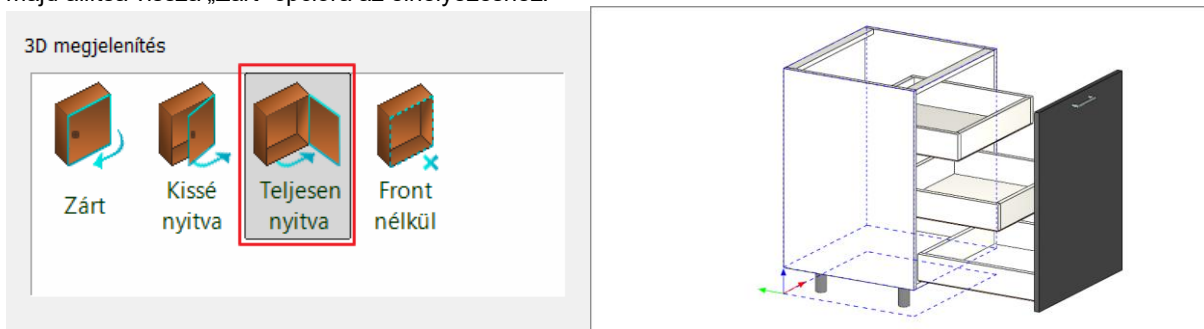 3D megjelenítés
Zárt
Kissé
nyitva
Teljesen
nyitva
Front
nélkül